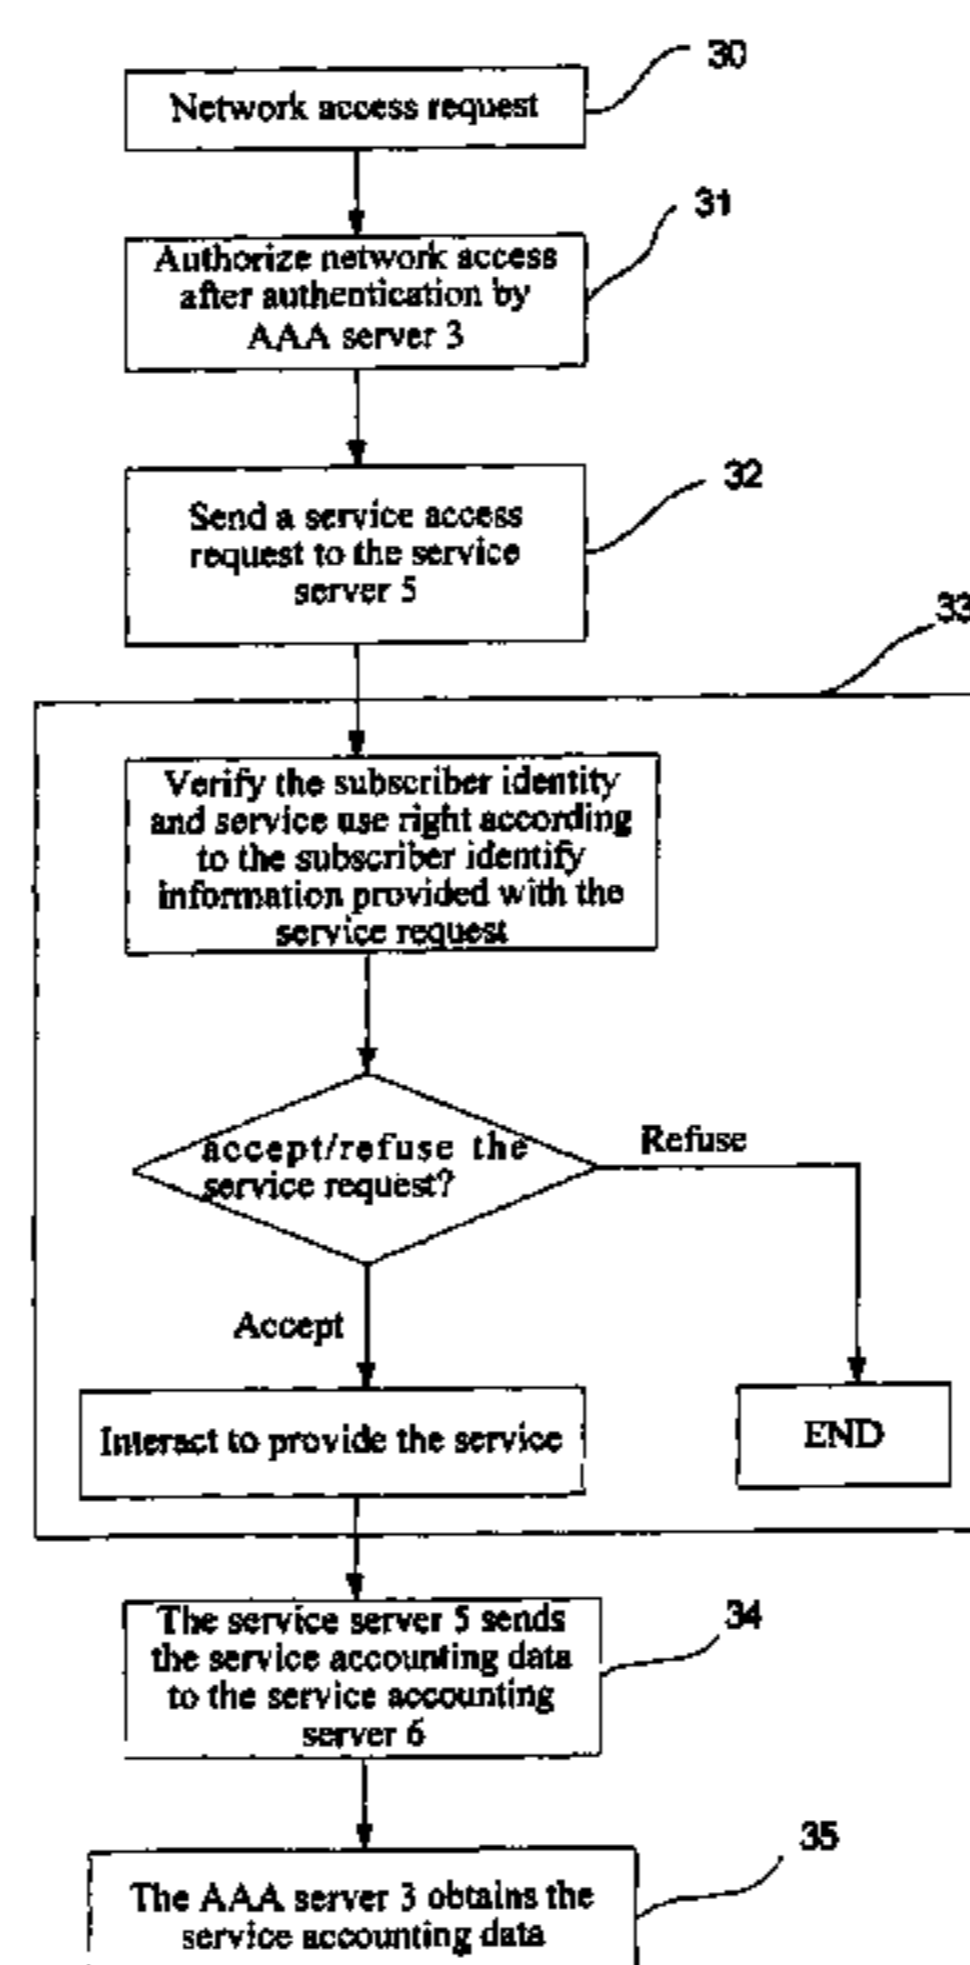 30
Network access request
31
Authorize network access
after authentication by
AAA server 3
32
Send a service access
request to the service
server 5
33
Verify the subscriber identity
and service use right according
to the subscriber identify
information provided with the
service request
accept/refuse the
service request?
Refuse
Accept
Interact to provide the service
END
34
The service server 5 sends
the service accounting data
to the service accounting
server 6
35
The AAA server 3 obtains the
service accounting data